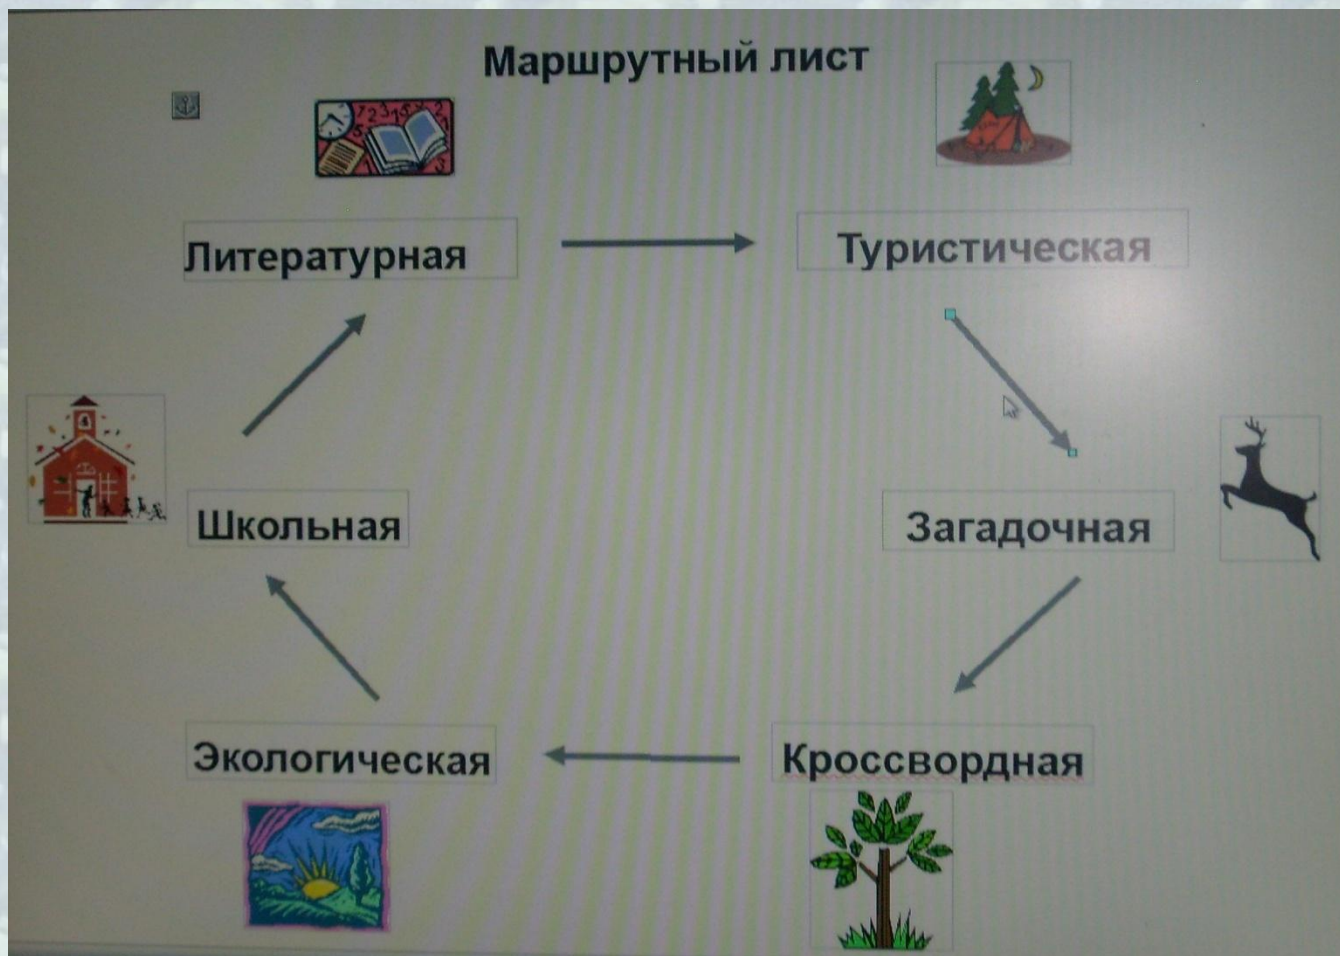 Маршрутный лист
Литературная
Туристическая
Школьная
Загадочная
Экологическая
Кроссвордная